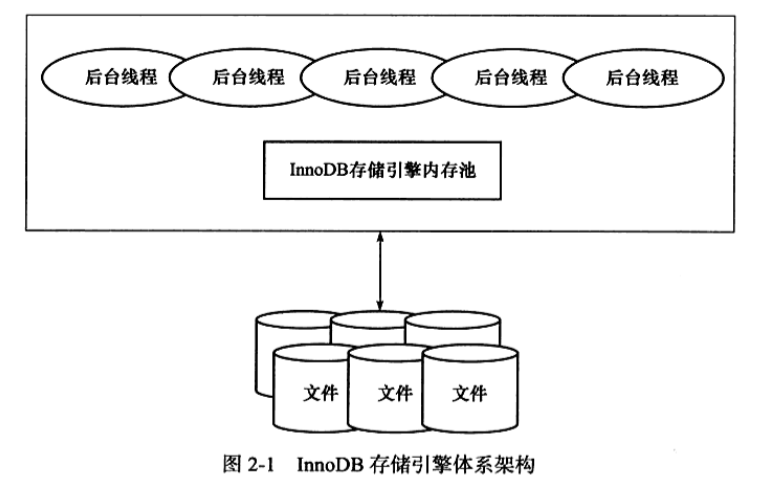 后台线程 后台线程 后台线程 后台线程 后台线程
InnoDB存储引擎内存池
文件 文件 文件
图 2-1 InnoDB 存储引擎体系架构